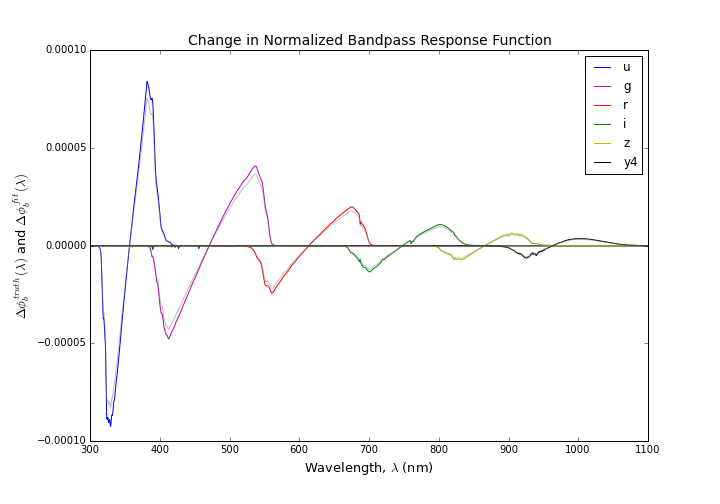 Change in Normalized Bandpass Response Function
0.00010
0.00005
0.00000
−0.00005
−0.00010
Δϕ_b^truth(λ) and Δϕ_b^fit(λ)
u
g
r
i
z
y4
300 400 500 600 700 800 900 1000 1100
Wavelength, λ (nm)